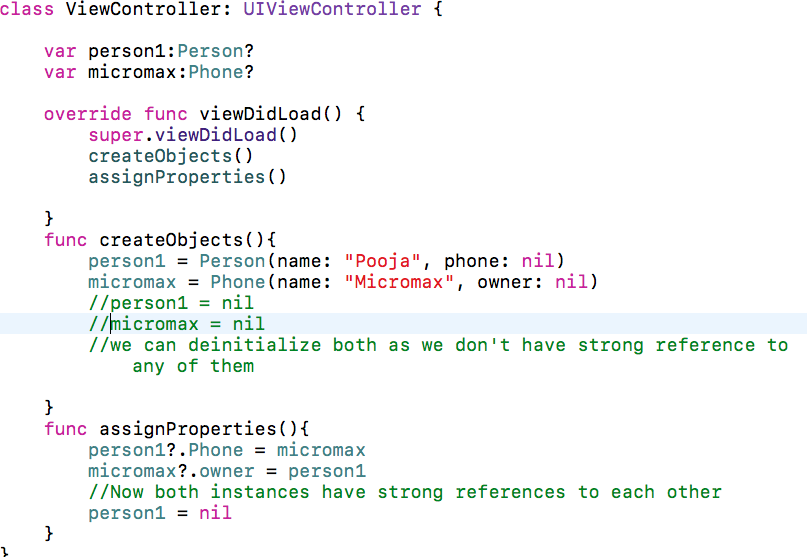 class ViewController: UIViewController {
var person1:Person?
var micromax:Phone?
override func viewDidLoad() {
super.viewDidLoad()
createObjects()
assignProperties()
}
func createObjects(){
person1 = Person(name: "Pooja", phone: nil)
micromax = Phone(name: "Micromax", owner: nil)
//person1 = nil
//micromax = nil
//we can deinitialize both as we don't have strong reference to
any of them
}
func assignProperties(){
person1?.Phone = micromax
micromax?.owner = person1
//Now both instances have strong references to each other
person1 = nil
}
}